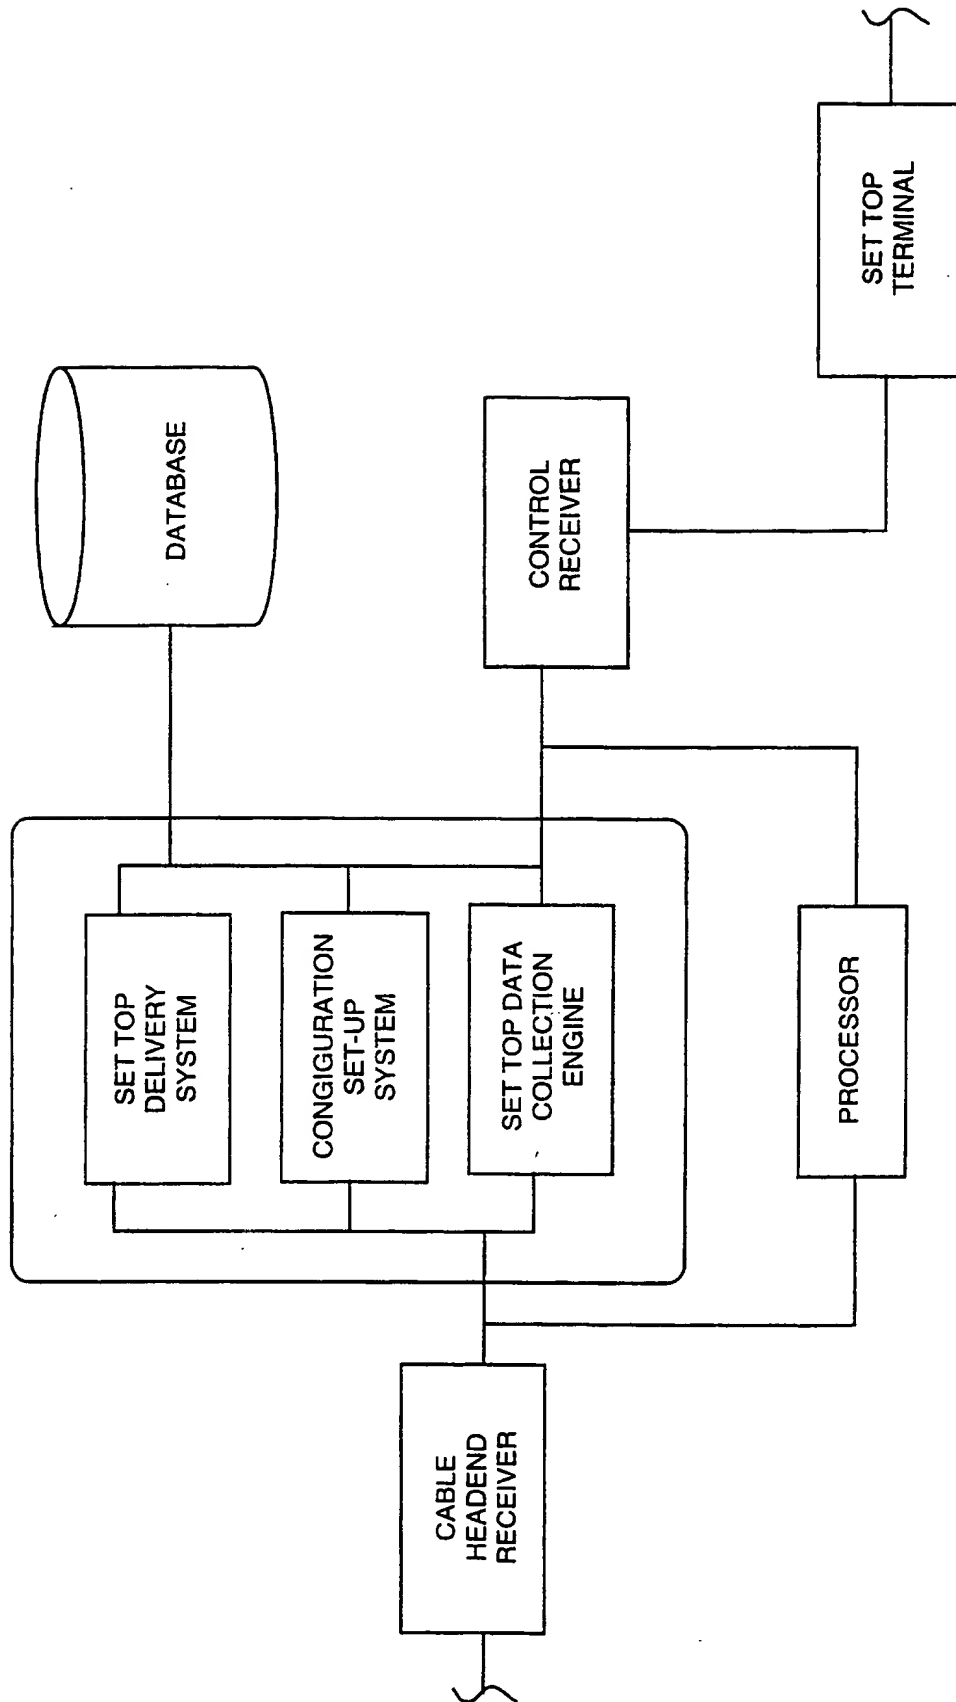 CABLE
HEADEND
RECEIVER
SET TOP
DELIVERY
SYSTEM
CONGIGURATION
SET-UP
SYSTEM
SET TOP DATA
COLLECTION
ENGINE
PROCESSOR
DATABASE
CONTROL
RECEIVER
SET TOP
TERMINAL